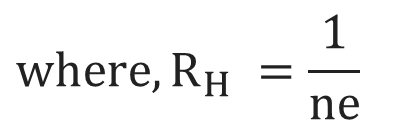 where, R_H = 1/ne